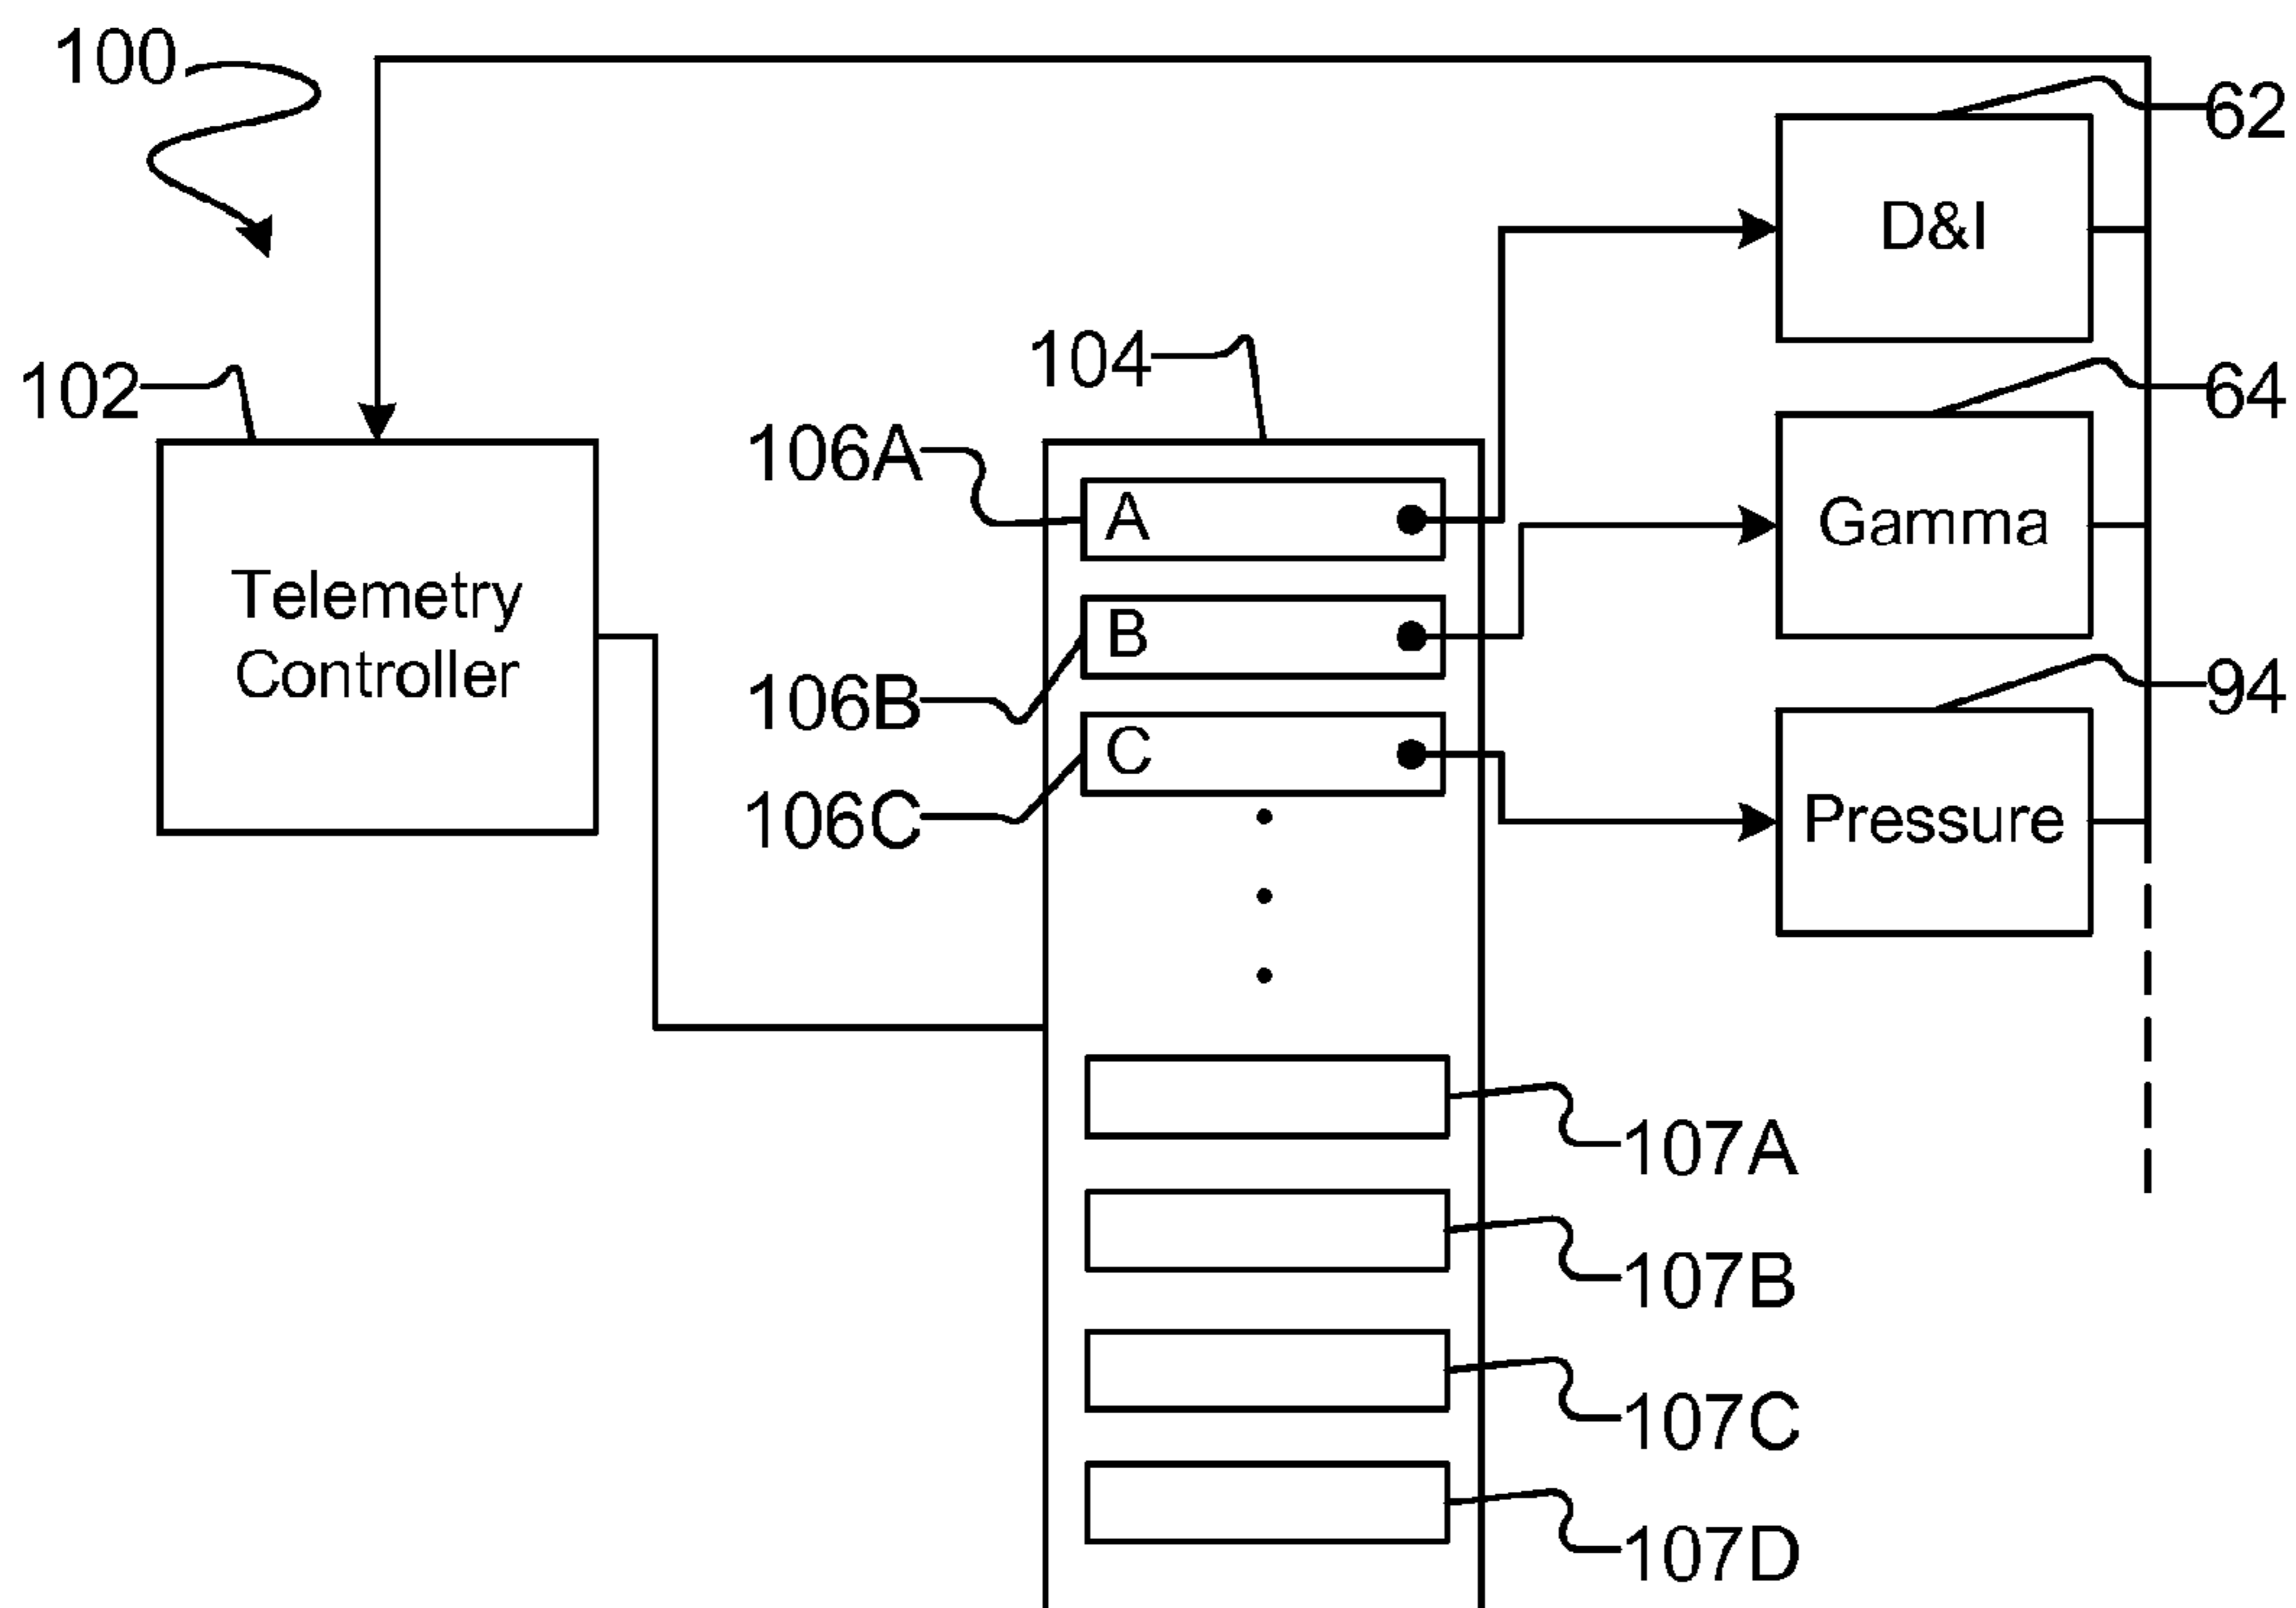 100
62
D&I
104
64
102
106A
A
Gamma
Telemetry
Controller
B
94
106B
C
Pressure
106C
107A
107B
107C
107D